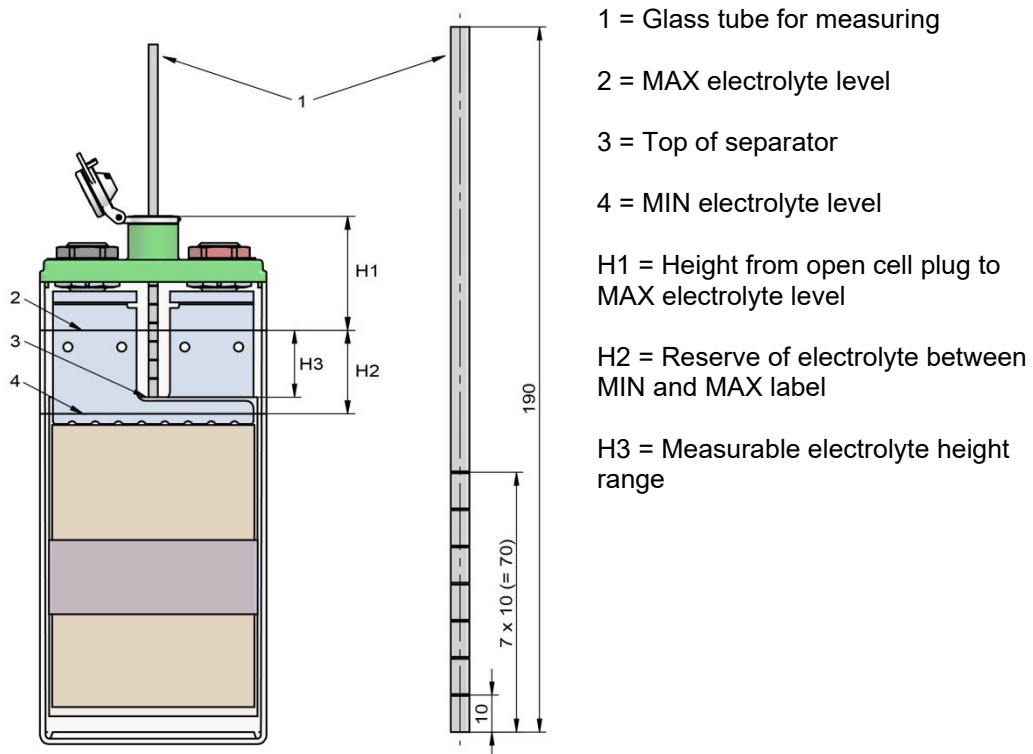 1 = Glass tube for measuring
2 = MAX electrolyte level
3 = Top of separator
4 = MIN electrolyte level
H1 = Height from open cell plug to
MAX electrolyte level
H2 = Reserve of electrolyte between
MIN and MAX label
H3 = Measurable electrolyte height
range
1
H1
2
3
H3
H2
4
190
7 x 10 (= 70)
10